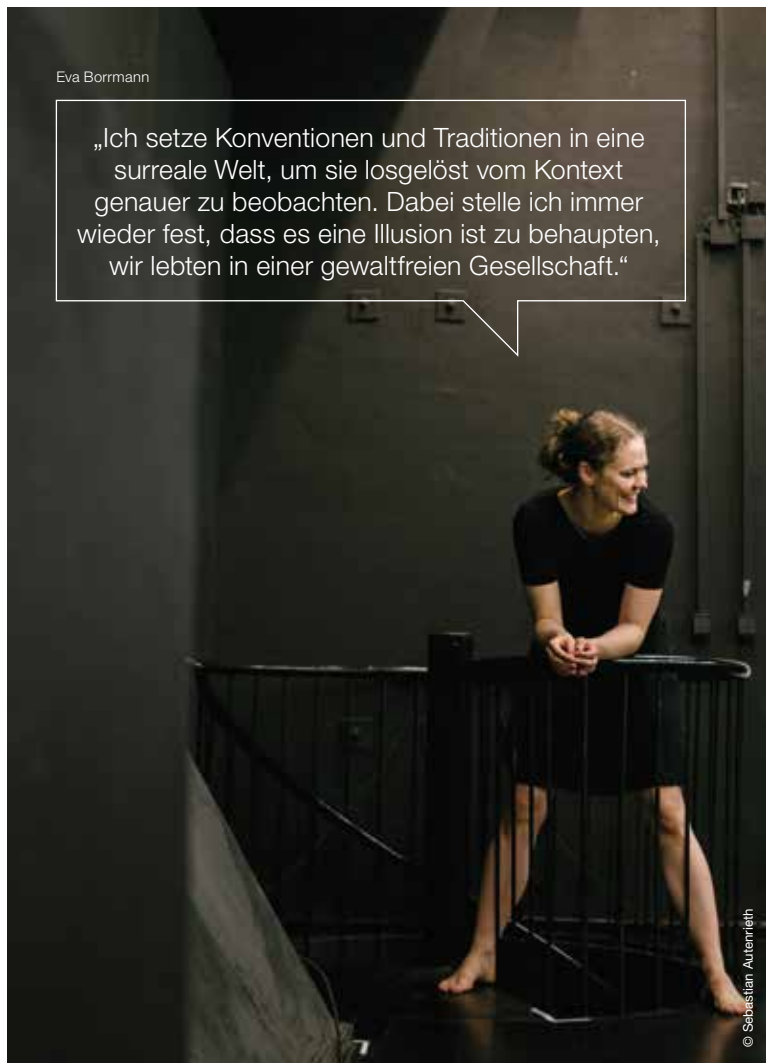 Eva Borrmann
„Ich setze Konventionen und Traditionen in eine
surreale Welt, um sie losgelöst vom Kontext
genauer zu beobachten. Dabei stelle ich immer
wieder fest, dass es eine Illusion ist zu behaupten,
wir lebten in einer gewaltfreien Gesellschaft.“
© Sebastian Autenrieth